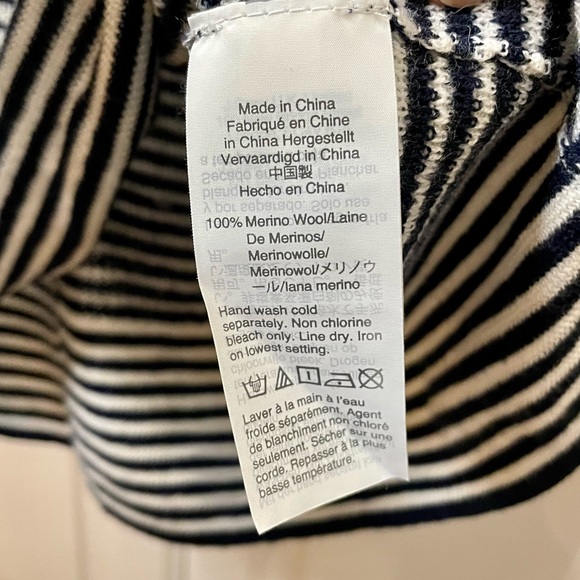 Made in China
Fabriqué en Chine
in China Hergestellt
Vervaardigd in China
中国製
Hecho en China
100% Merino Wool/Laine
De Merinos/
Merinowolle/
Merinowol/メリノウ
ール/lana merino
Hand wash cold
separately. Non chlorine
bleach only. Line dry. Iron
on lowest setting.
Laver à la main à l'eau
froide séparément. Agent
de blanchiment non chloré
seulement. Sécher sur une
corde. Repasser à la plus
basse température.